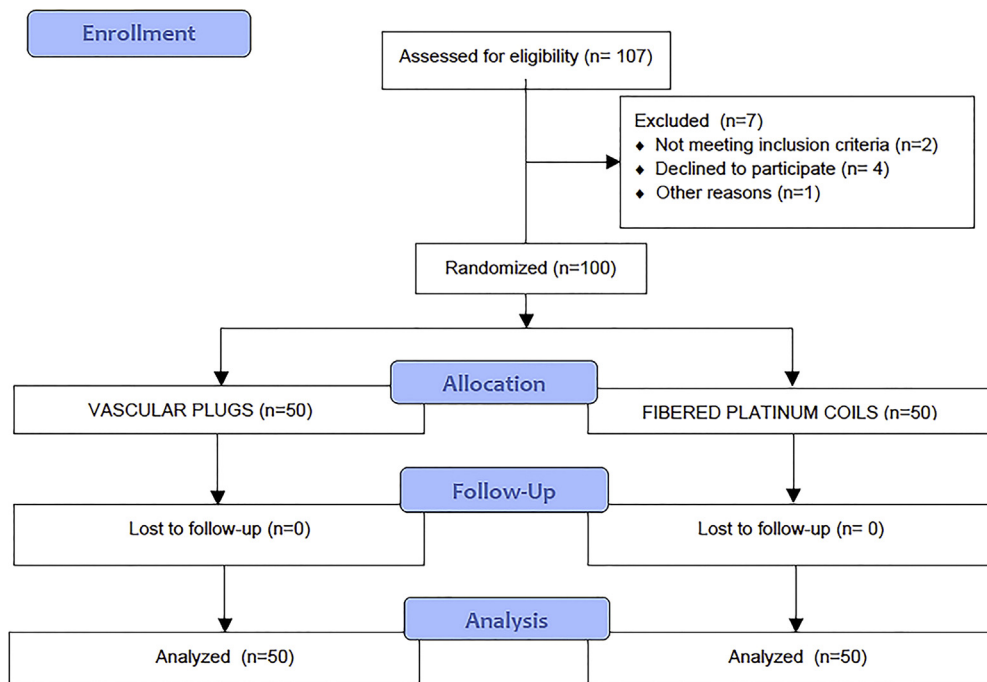 Enrollment
Assessed for eligibility (n= 107)
Excluded (n=7)
♦ Not meeting inclusion criteria (n=2)
♦ Declined to participate (n= 4)
♦ Other reasons (n=1)
Randomized (n=100)
Allocation
VASCULAR PLUGS (n=50)
FIBERED PLATINUM COILS (n=50)
Follow-Up
Lost to follow-up (n=0)
Lost to follow-up (n= 0)
Analysis
Analyzed (n=50)
Analyzed (n=50)